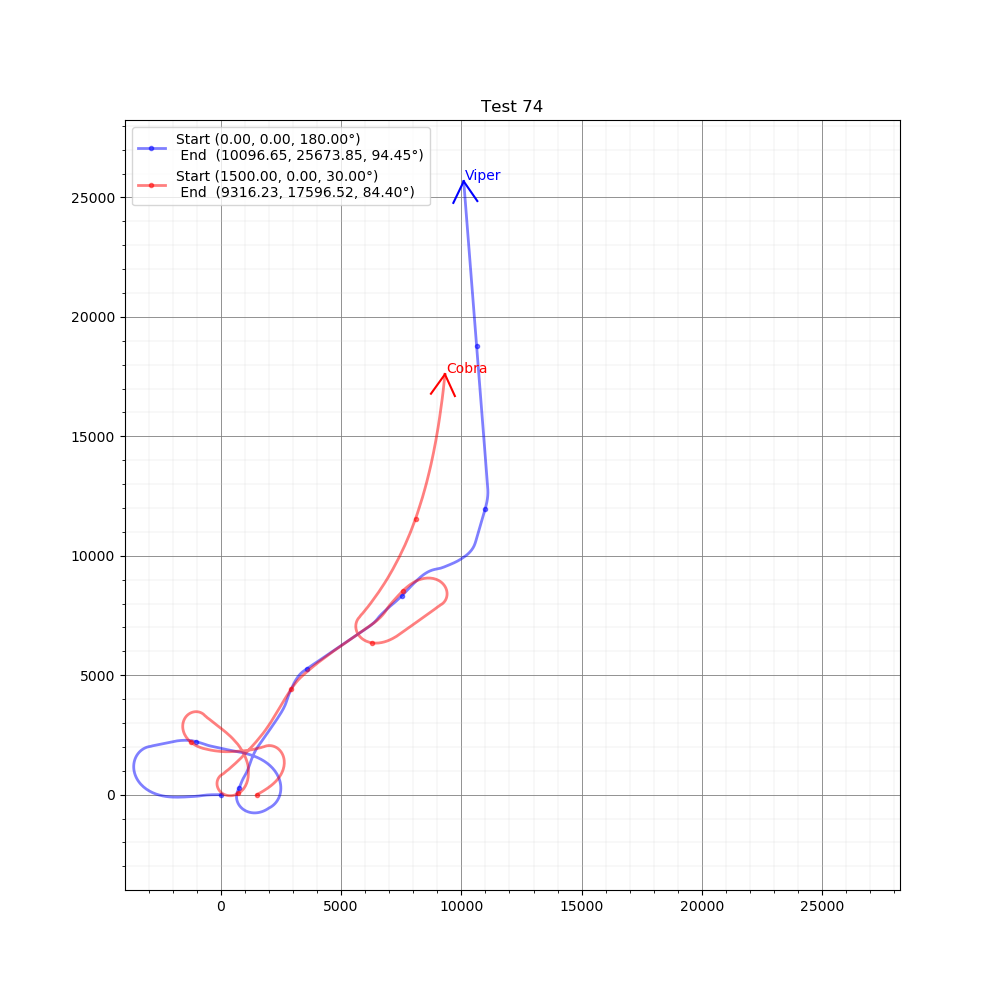 Test 74
Start (0.00, 0.00, 180.00°)
End  (10096.65, 25673.85, 94.45°)
Start (1500.00, 0.00, 30.00°)
End  (9316.23, 17596.52, 84.40°)
Viper
Cobra
25000
20000
15000
10000
5000
0
0
5000
10000
15000
20000
25000